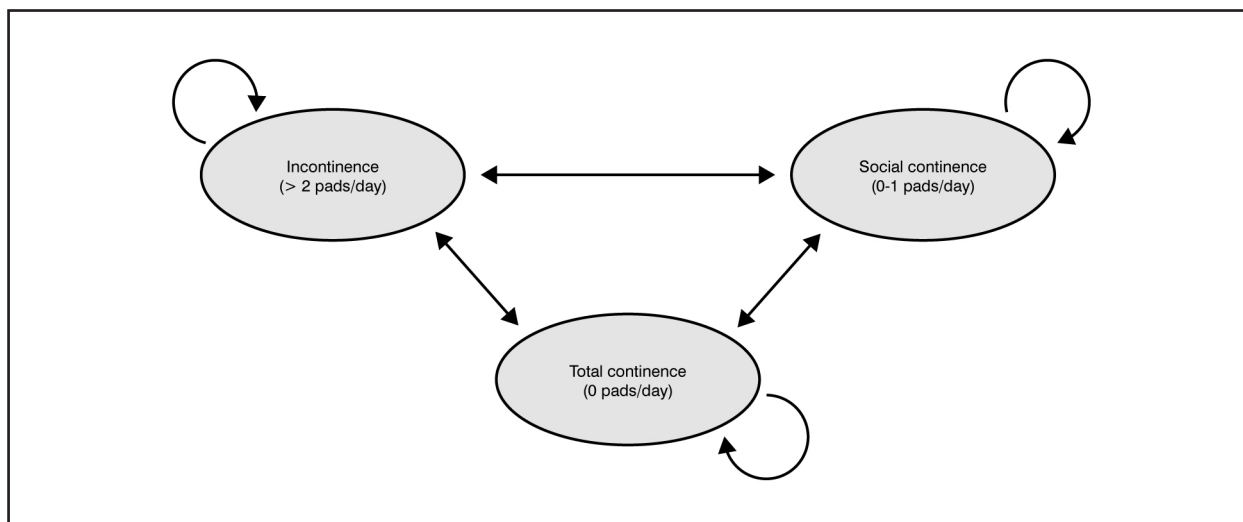 Incontinence
(> 2 pads/day)
Social continence
(0-1 pads/day)
Total continence
(0 pads/day)